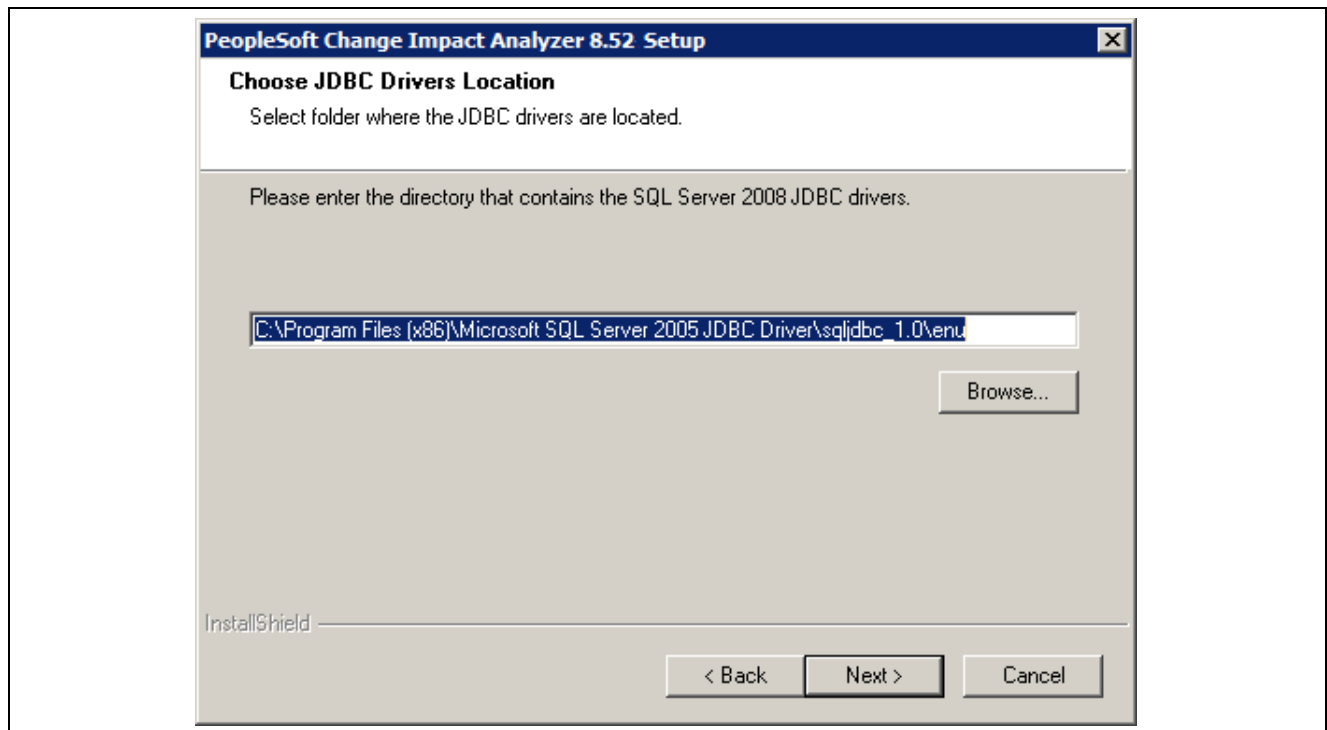 PeopleSoft Change Impact Analyzer 8.52 Setup
Choose JDBC Drivers Location
Select folder where the JDBC drivers are located.
Please enter the directory that contains the SQL Server 2008 JDBC drivers.
C:\Program Files (x86)\Microsoft SQL Server 2005 JDBC Driver\sqljdbc_1.0\enu
Browse...
InstallShield
< Back Next > Cancel